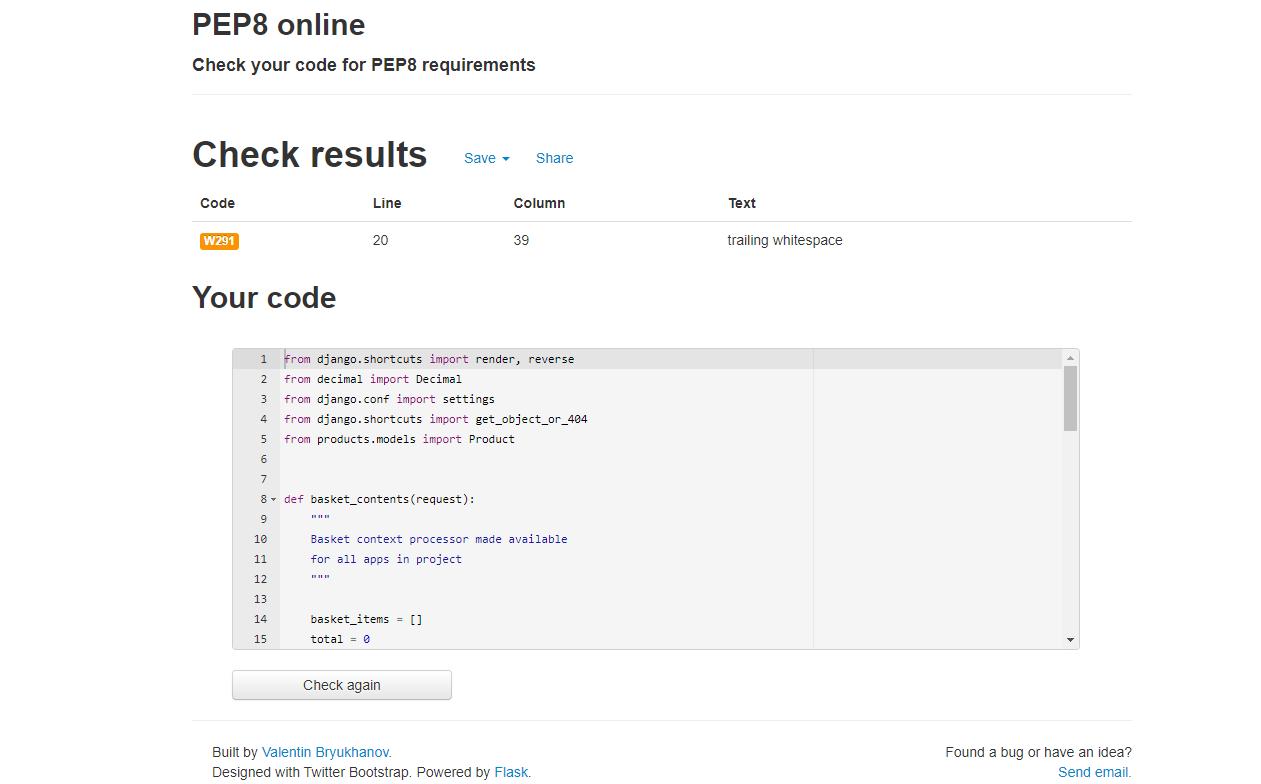 PEP8 online
Check your code for PEP8 requirements
Check results Save Share
Code Line Column Text
W291 20 39 trailing whitespace
Your code
1 from django.shortcuts import render, reverse
2 from decimal import Decimal
3 from django.conf import settings
4 from django.shortcuts import get_object_or_404
5 from products.models import Product
6
7
8 def basket_contents(request):
9 """
10 Basket context processor made available
11 for all apps in project
12 """
13
14 basket_items = []
15 total = 0
Check again
Built by Valentin Bryukhanov. Found a bug or have an idea?
Designed with Twitter Bootstrap. Powered by Flask. Send email.